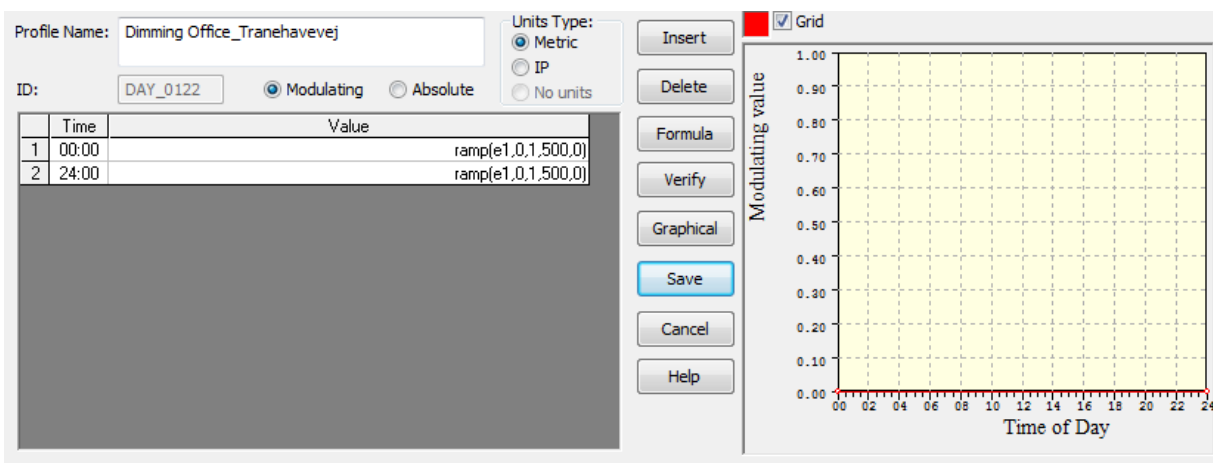 Profile Name: Dimming Office_Tranehavevej
Units Type:
Metric
IP
No units
ID: DAY_0122 Modulating Absolute
Time Value
1 00:00 ramp(e1,0,1,500,0)
2 24:00 ramp(e1,0,1,500,0)
Insert
Delete
Formula
Verify
Graphical
Save
Cancel
Help
Grid
Modulating value
1.00
0.90
0.80
0.70
0.60
0.50
0.40
0.30
0.20
0.10
0.00
00 02 04 06 08 10 12 14 16 18 20 22 24
Time of Day